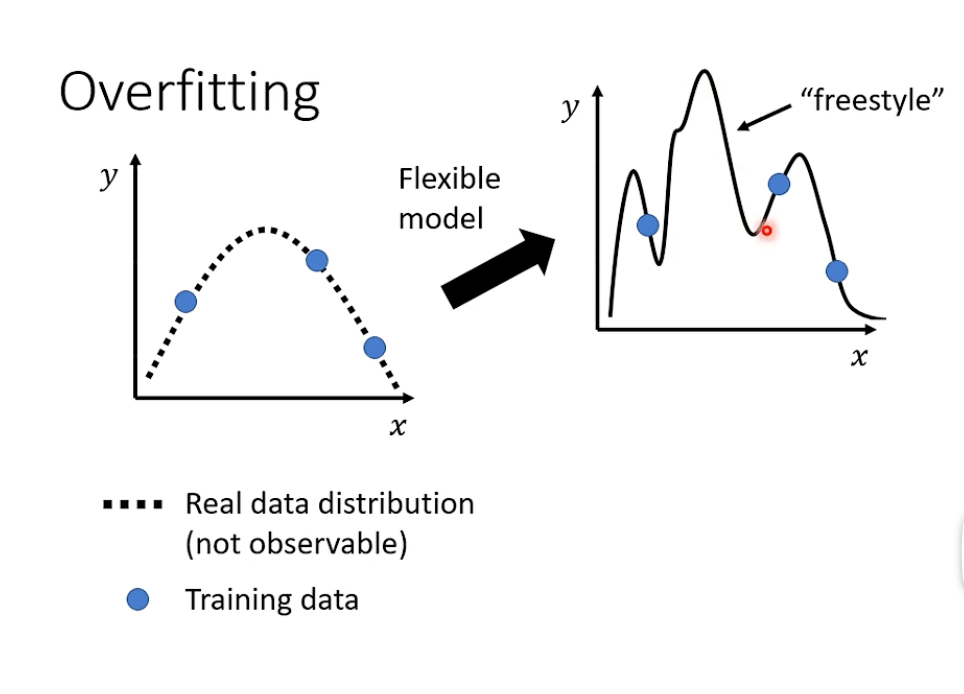 Overfitting
y
x
Flexible
model
y
x
“freestyle”
Real data distribution
(not observable)
Training data